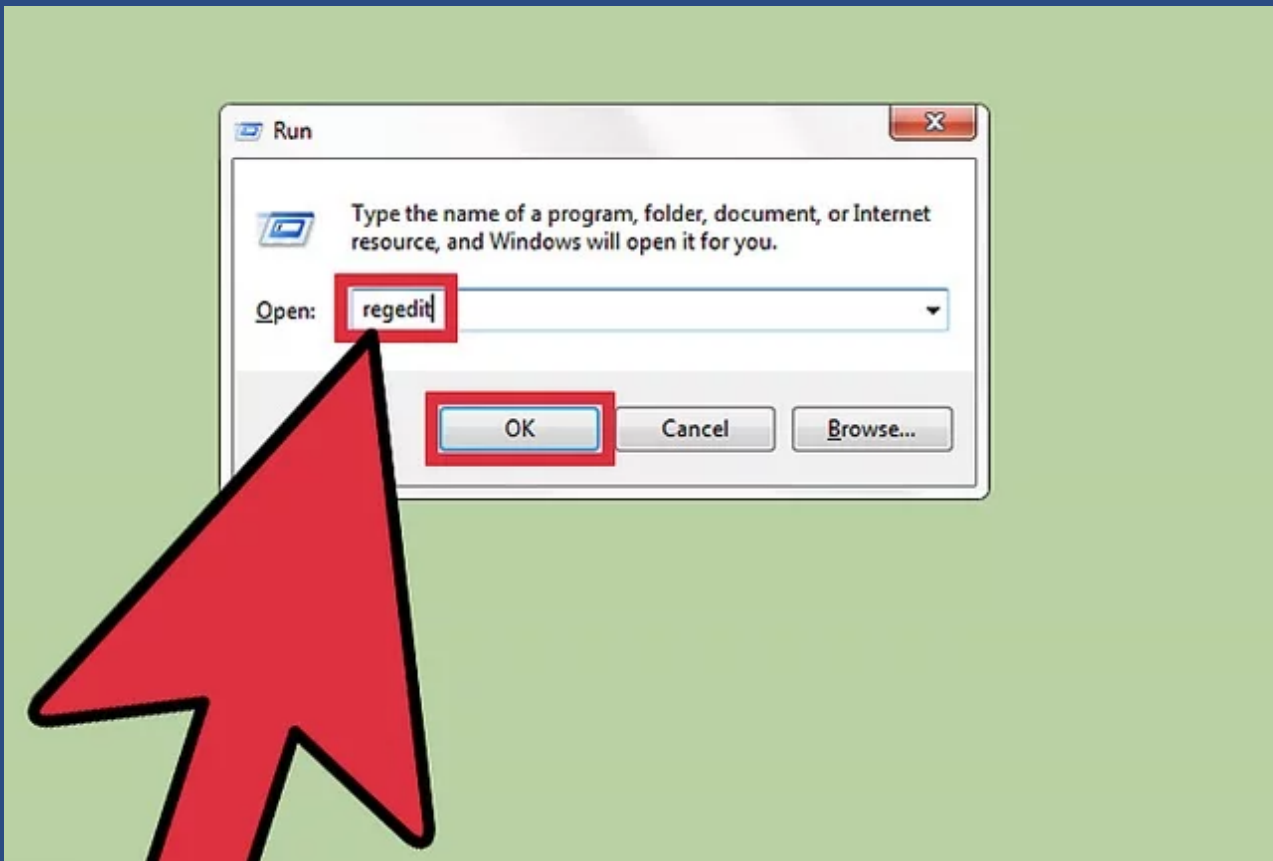 Run
Type the name of a program, folder, document, or Internet
resource, and Windows will open it for you.
Open: regedit
OK Cancel Browse...